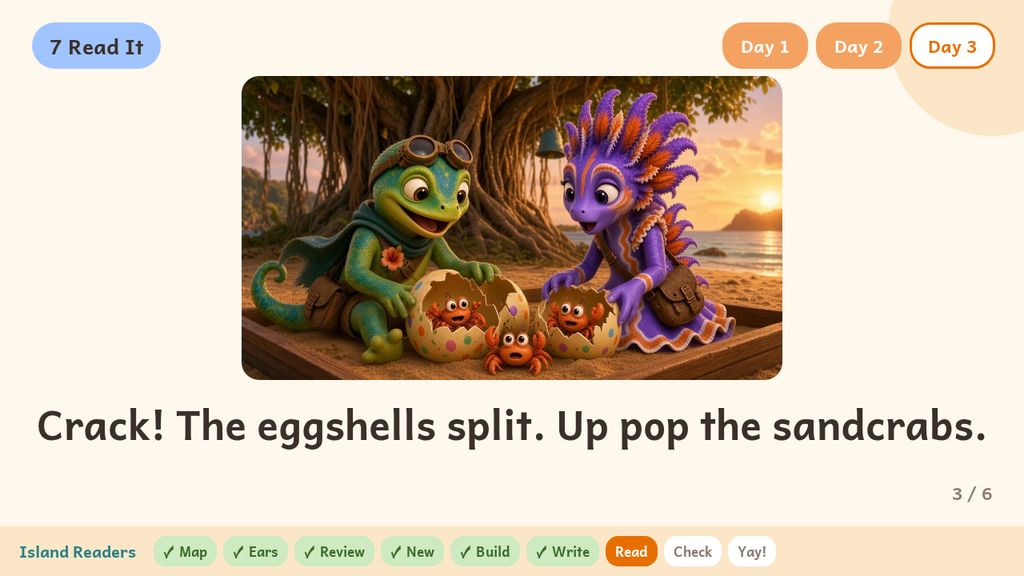 7 Read It
Day 1 Day 2 Day 3
Crack! The eggshells split. Up pop the sandcrabs.
3 / 6
Island Readers ✓ Map ✓ Ears ✓ Review ✓ New ✓ Build ✓ Write Read Check Yay!